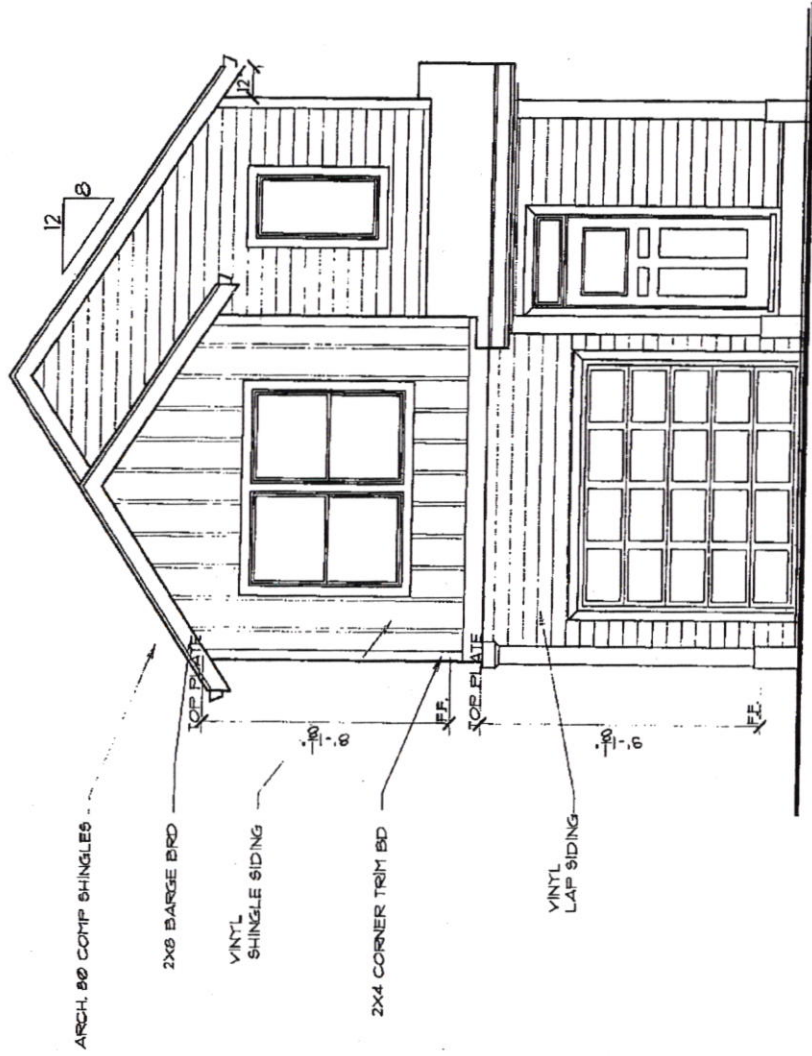 ARCH. 80 COMP SHINGLES
2X8 BARGE BRD
VINYL
SHINGLE SIDING
2X4 CORNER TRIM BD
VINYL
LAP SIDING
12
8
12"
TOP PLATE
F.F.
TOP PLATE
F.F.